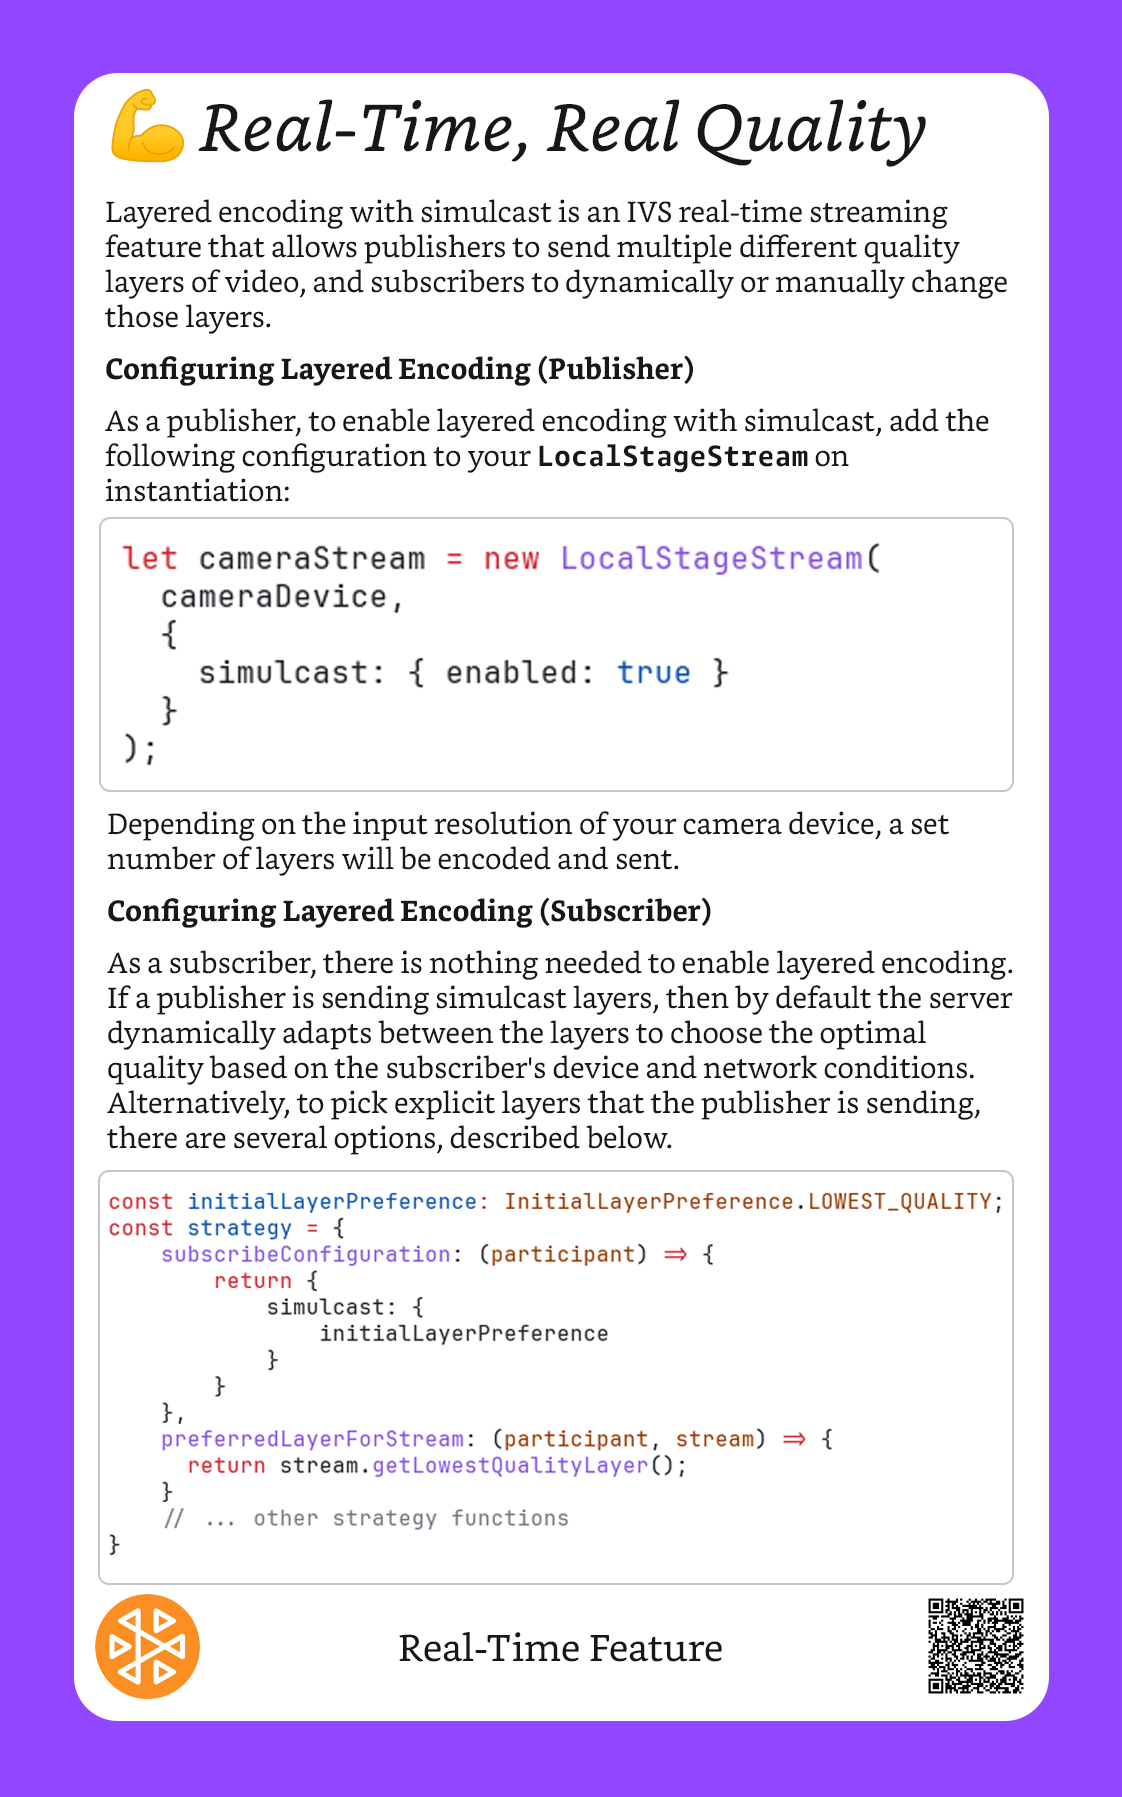 💪 Real-Time, Real Quality
Layered encoding with simulcast is an IVS real-time streaming
feature that allows publishers to send multiple different quality
layers of video, and subscribers to dynamically or manually change
those layers.
Configuring Layered Encoding (Publisher)
As a publisher, to enable layered encoding with simulcast, add the
following configuration to your LocalStageStream on
instantiation:
let cameraStream = new LocalStageStream(
  cameraDevice,
  {
    simulcast: { enabled: true }
  }
);
Depending on the input resolution of your camera device, a set
number of layers will be encoded and sent.
Configuring Layered Encoding (Subscriber)
As a subscriber, there is nothing needed to enable layered encoding.
If a publisher is sending simulcast layers, then by default the server
dynamically adapts between the layers to choose the optimal
quality based on the subscriber's device and network conditions.
Alternatively, to pick explicit layers that the publisher is sending,
there are several options, described below.
const initialLayerPreference: InitialLayerPreference.LOWEST_QUALITY;
const strategy = {
    subscribeConfiguration: (participant) => {
        return {
            simulcast: {
                initialLayerPreference
            }
        }
    },
    preferredLayerForStream: (participant, stream) => {
      return stream.getLowestQualityLayer();
    }
    // ... other strategy functions
}
Real-Time Feature